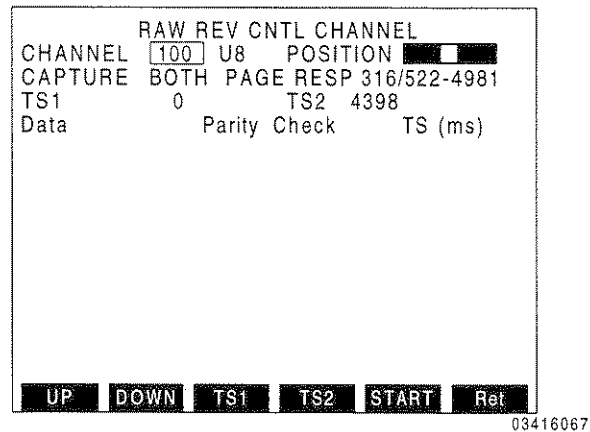 RAW REV CNTL CHANNEL
CHANNEL 100 U8 POSITION
CAPTURE BOTH PAGE RESP 316/522-4981
TS1 0 TS2 4398
Data Parity Check TS (ms)
UP DOWN TS1 TS2 START Ret
03416067